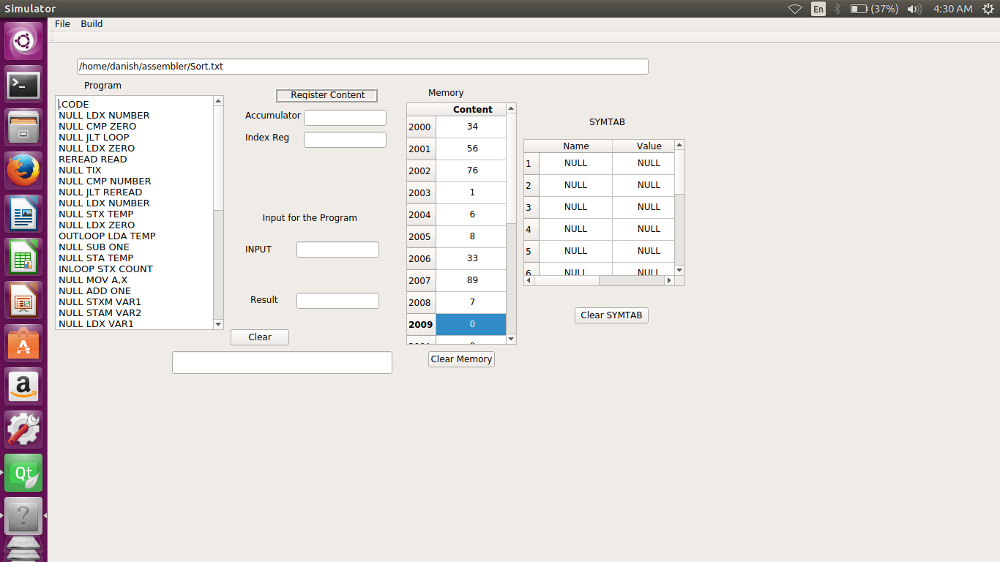 Simulator
En
(37%)
4:30 AM
File Build
/home/danish/assembler/Sort.txt
Program
.CODE
NULL LDX NUMBER
NULL CMP ZERO
NULL JLT LOOP
NULL LDX ZERO
REREAD READ
NULL TIX
NULL CMP NUMBER
NULL JLT REREAD
NULL LDX NUMBER
NULL STX TEMP
NULL LDX ZERO
OUTLOOP LDA TEMP
NULL SUB ONE
NULL STA TEMP
INLOOP STX COUNT
NULL MOV A,X
NULL ADD ONE
NULL STXM VAR1
NULL STAM VAR2
NULL LDX VAR1
Register Content
Accumulator
Index Reg
Input for the Program
INPUT
Result
Clear
Memory
Content
2000 34
2001 56
2002 76
2003 1
2004 6
2005 8
2006 33
2007 89
2008 7
2009 0
Clear Memory
SYMTAB
Name Value
1 NULL NULL
2 NULL NULL
3 NULL NULL
4 NULL NULL
5 NULL NULL
6 NULL NULL
Clear SYMTAB
Qt